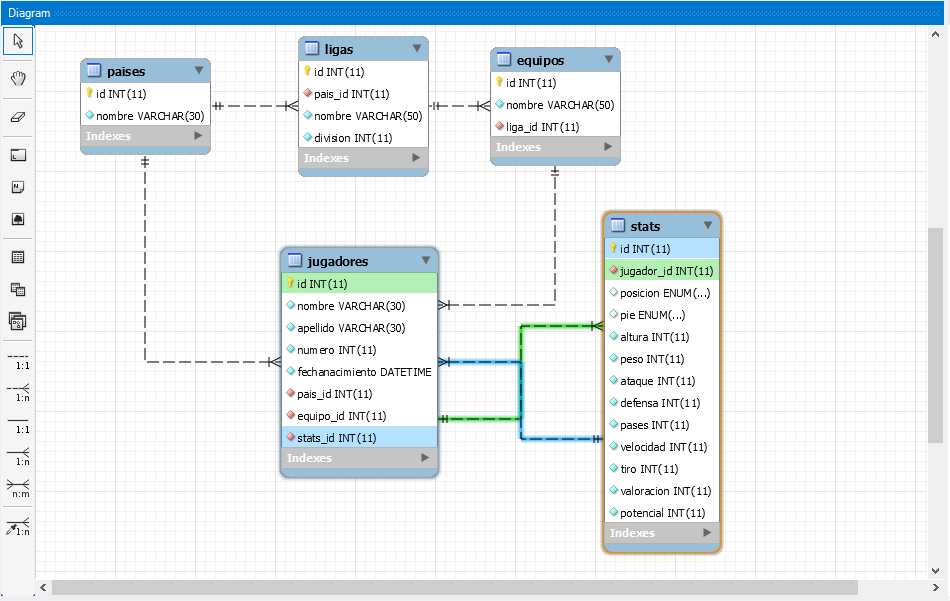 Diagram
paises
id INT(11)
nombre VARCHAR(30)
Indexes
ligas
id INT(11)
pais_id INT(11)
nombre VARCHAR(50)
division INT(11)
Indexes
equipos
id INT(11)
nombre VARCHAR(50)
liga_id INT(11)
Indexes
jugadores
id INT(11)
nombre VARCHAR(30)
apellido VARCHAR(30)
numero INT(11)
fechanacimiento DATETIME
pais_id INT(11)
equipo_id INT(11)
stats_id INT(11)
Indexes
stats
id INT(11)
jugador_id INT(11)
posicion ENUM(...)
pie ENUM(...)
altura INT(11)
peso INT(11)
ataque INT(11)
defensa INT(11)
pases INT(11)
velocidad INT(11)
tiro INT(11)
valoracion INT(11)
potencial INT(11)
Indexes
1:1
1:n
1:1
1:n
n:m
1:n